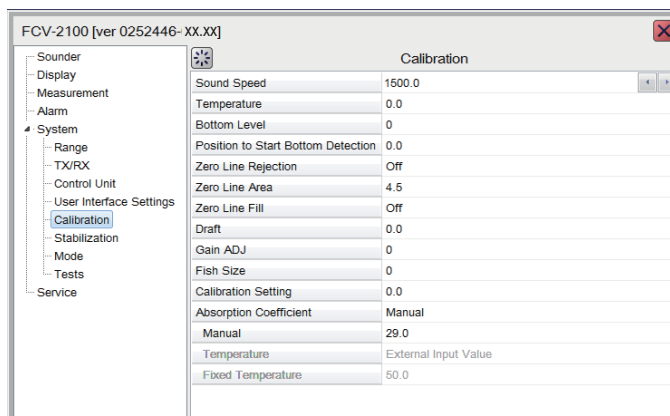 FCV-2100 [ver 0252446-XX.XX]
Sounder
Display
Measurement
Alarm
System
Range
TX/RX
Control Unit
User Interface Settings
Calibration
Stabilization
Mode
Tests
Service
Calibration
Sound Speed 1500.0
Temperature 0.0
Bottom Level 0
Position to Start Bottom Detection 0.0
Zero Line Rejection Off
Zero Line Area 4.5
Zero Line Fill Off
Draft 0.0
Gain ADJ 0
Fish Size 0
Calibration Setting 0.0
Absorption Coefficient Manual
Manual 29.0
Temperature External Input Value
Fixed Temperature 50.0